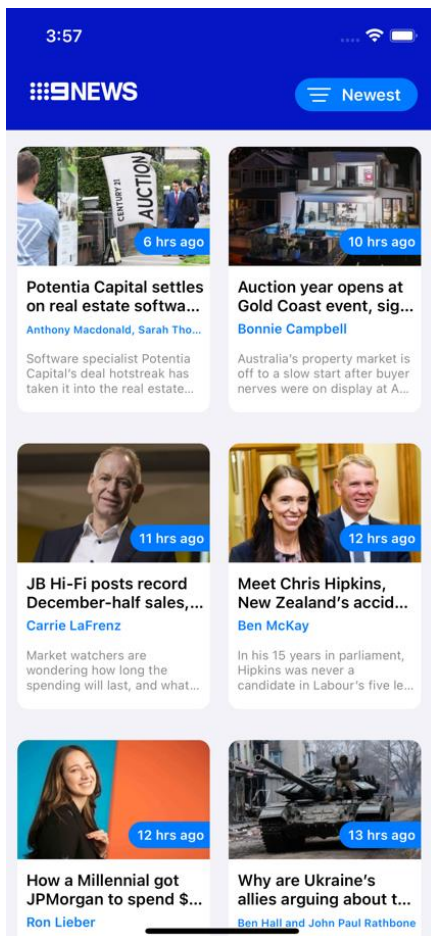 3:57
9NEWS
Newest
CENTURY 21
AUCTION
6 hrs ago
Potentia Capital settles
on real estate softwa...
Anthony Macdonald, Sarah Tho...
Software specialist Potentia
Capital's deal hotstreak has
taken it into the real estate...
10 hrs ago
Auction year opens at
Gold Coast event, sig...
Bonnie Campbell
Australia's property market is
off to a slow start after buyer
nerves were on display at A...
11 hrs ago
JB Hi-Fi posts record
December-half sales,...
Carrie LaFrenz
Market watchers are
wondering how long the
spending will last, and what...
12 hrs ago
Meet Chris Hipkins,
New Zealand's accid...
Ben McKay
In his 15 years in parliament,
Hipkins was never a
candidate in Labour's five le...
12 hrs ago
How a Millennial got
JPMorgan to spend $...
Ron Lieber
13 hrs ago
Why are Ukraine's
allies arguing about t...
Ben Hall and John Paul Rathbone